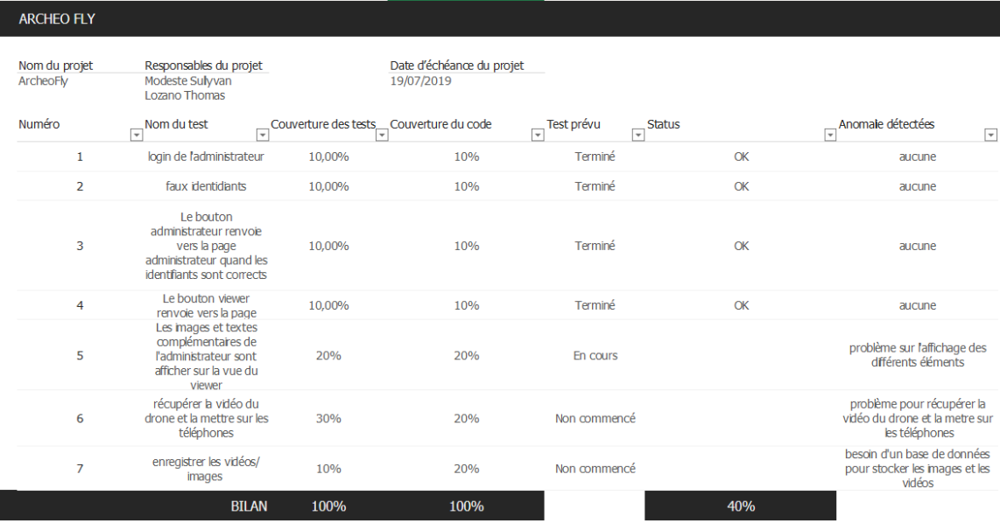 ARCHEO FLY
Nom du projet Responsables du projet Date d'échéance du projet
ArcheoFly Modeste Sullyvan 19/07/2019
Lozano Thomas
Numéro Nom du test Couverture des tests Couverture du code Test prévu Status Anomalie détectées
1 login de l'administrateur 10,00% 10% Terminé OK aucune
2 faux identidiants 10,00% 10% Terminé OK aucune
Le bouton
administrateur renvoie
vers la page
3 10,00% 10% Terminé OK aucune
administrateur quand les
identifiants sont corrects
Le bouton viewer
4 10,00% 10% Terminé OK aucune
renvoie vers la page
Les images et textes
complémentaires de
5 l'administrateur sont 20% 20% En cours problème sur l'affichage des
différents éléments
afficher sur la vue du
viewer
récupérer la vidéo du problème pour récupérer la
6 drone et la mettre sur les 30% 20% Non commencé vidéo du drone et la metre sur
téléphones les téléphones
enregistrer les vidéos/ besoin d'un base de données
7 images 10% 20% Non commencé pour stocker les images et les
vidéos
BILAN 100% 100% 40%